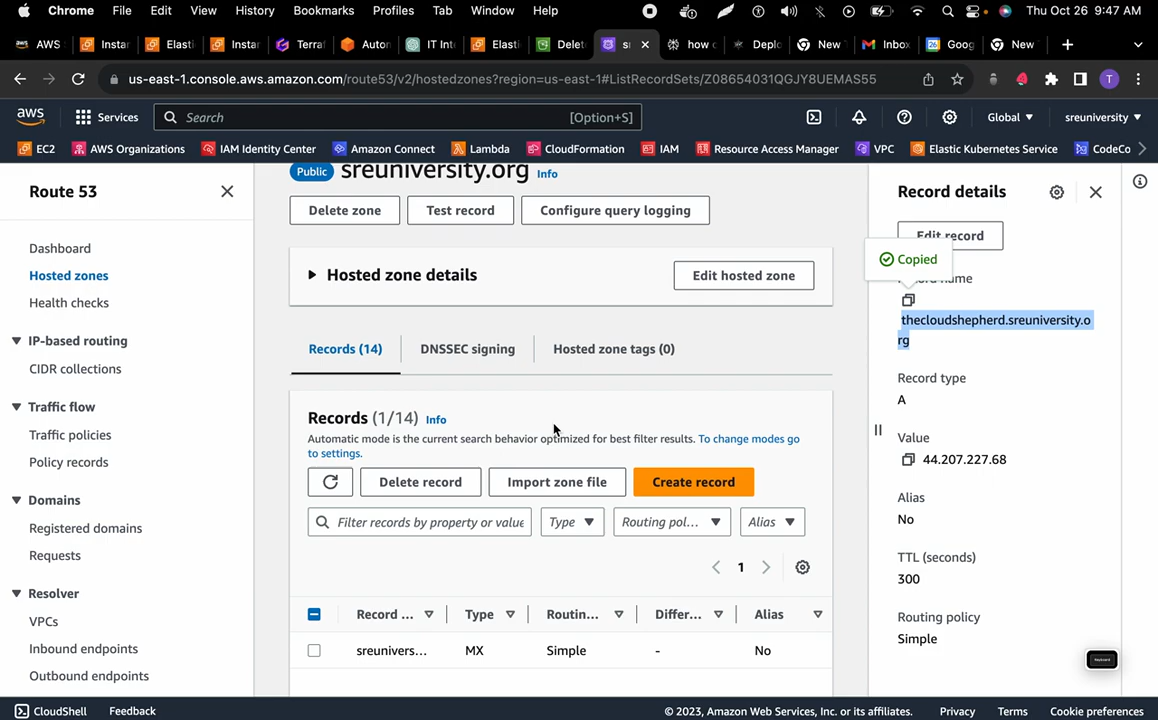 Chrome File Edit View History Bookmarks Profiles Tab Window Help Thu Oct 26 9:47 AM
AWS Instar Elasti Instar Terra Autor IT Int Elasti Delet s how c Deplo New Inbox Goog New
us-east-1.console.aws.amazon.com/route53/v2/hostedzones?region=us-east-1#ListRecordSets/Z08654031QGJY8UEMAS55 T
aws Services Search [Option+S] Global sreuniversity
EC2 AWS Organizations IAM Identity Center Amazon Connect Lambda CloudFormation IAM Resource Access Manager VPC Elastic Kubernetes Service CodeCo
Route 53
Dashboard
Hosted zones
Health checks
IP-based routing
CIDR collections
Traffic flow
Traffic policies
Policy records
Domains
Registered domains
Requests
Resolver
VPCs
Inbound endpoints
Outbound endpoints
Public sreuniversity.org Info
Delete zone Test record Configure query logging
Hosted zone details Edit hosted zone
Records (14) DNSSEC signing Hosted zone tags (0)
Records (1/14) Info
Automatic mode is the current search behavior optimized for best filter results. To change modes go
to settings.
Delete record Import zone file Create record
Filter records by property or value Type Routing pol... Alias
1
Record ... Type Routin... Differ... Alias
sreunivers... MX Simple - No
Record details
Edit record
Copied
Record name
thecloudshepherd.sreuniversity.o
rg
Record type
A
Value
44.207.227.68
Alias
No
TTL (seconds)
300
Routing policy
Simple
CloudShell Feedback © 2023, Amazon Web Services, Inc. or its affiliates. Privacy Terms Cookie preferences